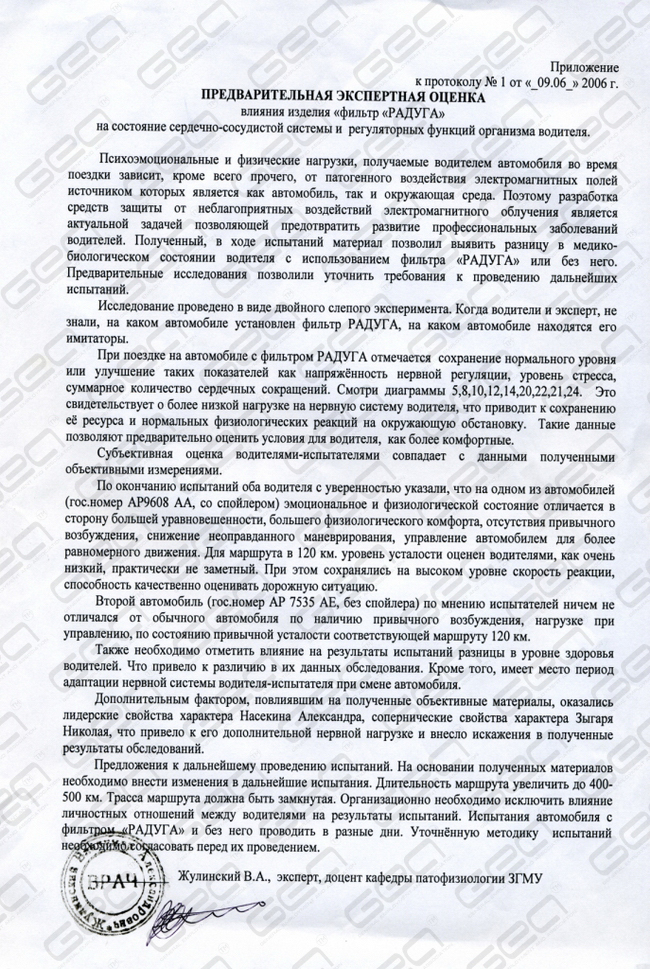 Приложение
к протоколу № 1 от «_09.06_» 2006 г.
ПРЕДВАРИТЕЛЬНАЯ ЭКСПЕРТНАЯ ОЦЕНКА
влияния изделия «фильтр «РАДУГА»
на состояние сердечно-сосудистой системы и регуляторных функций организма водителя.
Психоэмоциональные и физические нагрузки, получаемые водителем автомобиля во время
поездки зависит, кроме всего прочего, от патогенного воздействия электромагнитных полей
источником которых является как автомобиль, так и окружающая среда. Поэтому разработка
средств защиты от неблагоприятных воздействий электромагнитного облучения является
актуальной задачей позволяющей предотвратить развитие профессиональных заболеваний
водителей. Полученный, в ходе испытаний материал позволил выявить разницу в медико-
биологическом состоянии водителя с использованием фильтра «РАДУГА» или без него.
Предварительные исследования позволили уточнить требования к проведению дальнейших
испытаний.
Исследование проведено в виде двойного слепого эксперимента. Когда водители и эксперт, не
знали, на каком автомобиле установлен фильтр РАДУГА, на каком автомобиле находятся его
имитаторы.
При поездке на автомобиле с фильтром РАДУГА отмечается сохранение нормального уровня
или улучшение таких показателей как напряжённость нервной регуляции, уровень стресса,
суммарное количество сердечных сокращений. Смотри диаграммы 5,8,10,12,14,20,22,21,24. Это
свидетельствует о более низкой нагрузке на нервную систему водителя, что приводит к сохранению
её ресурса и нормальных физиологических реакций на окружающую обстановку. Такие данные
позволяют предварительно оценить условия для водителя, как более комфортные.
Субъективная оценка водителями-испытателями совпадает с данными полученными
объективными измерениями.
По окончанию испытаний оба водителя с уверенностью указали, что на одном из автомобилей
(гос.номер АР9608 АА, со спойлером) эмоциональное и физиологической состояние отличается в
сторону большей уравновешенности, большего физиологического комфорта, отсутствия привычного
возбуждения, снижение неоправданного маневрирования, управление автомобилем для более
равномерного движения. Для маршрута в 120 км. уровень усталости оценен водителями, как очень
низкий, практически не заметный. При этом сохранялись на высоком уровне скорость реакции,
способность качественно оценивать дорожную ситуацию.
Второй автомобиль (гос.номер АР 7535 АЕ, без спойлера) по мнению испытателей ничем не
отличался от обычного автомобиля по наличию привычного возбуждения, нагрузке при
управлению, по состоянию привычной усталости соответствующей маршруту 120 км.
Также необходимо отметить влияние на результаты испытаний разницы в уровне здоровья
водителей. Что привело к различию в их данных обследования. Кроме того, имеет место период
адаптации нервной системы водителя-испытателя при смене автомобиля.
Дополнительным фактором, повлиявшим на полученные объективные материалы, оказались
лидерские свойства характера Насекина Александра, сопернические свойства характера Зыгаря
Николая, что привело к его дополнительной нервной нагрузке и внесло искажения в полученные
результаты обследований.
Предложения к дальнейшему проведению испытаний. На основании полученных материалов
необходимо внести изменения в дальнейшие испытания. Длительность маршрута увеличить до 400-
500 км. Трасса маршрута должна быть замкнутая. Организационно необходимо исключить влияние
личностных отношений между водителями на результаты испытаний. Испытания автомобиля с
фильтром «РАДУГА» и без него проводить в разные дни. Уточнённую методику испытаний
необходимо согласовать перед их проведением.
ВРАЧ
Жулинский В.А., эксперт, доцент кафедры патофизиологии ЗГМУ